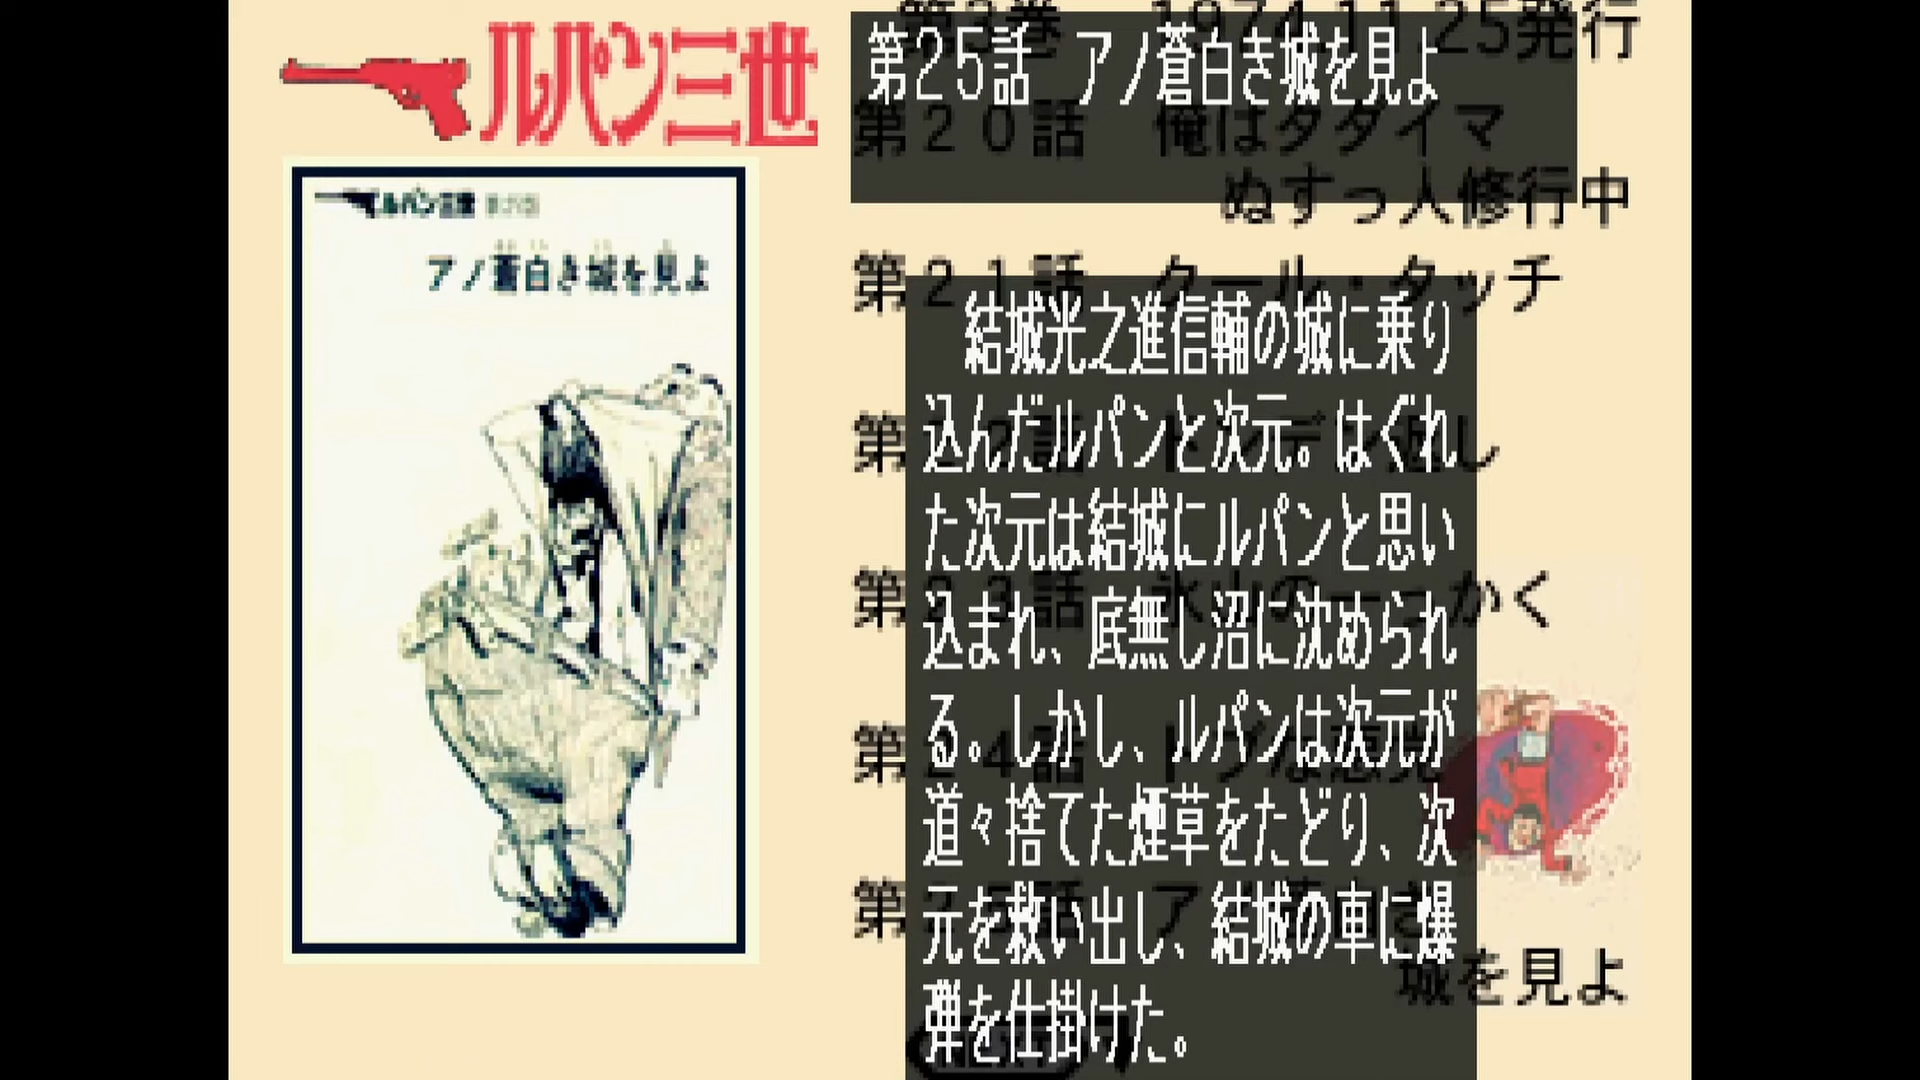 ルパン三世
ルパン三世
アノ蒼白き城を見よ
第3巻 1974.11.25発行
第25話 アノ蒼白き城を見よ
第20話 俺はタダイマ
ぬすっ人修行中
第21話 クール・タッチ
結城光之進信輔の城に乗り
込んだルパンと次元。はぐれ
た次元は結城にルパンと思い
込まれ、底無し沼に沈められ
る。しかし、ルパンは次元が
道々捨てた煙草をたどり、次
元を救い出し、結城の車に爆
弾を仕掛けた。
第23話 氷山の一っかく
城を見よ